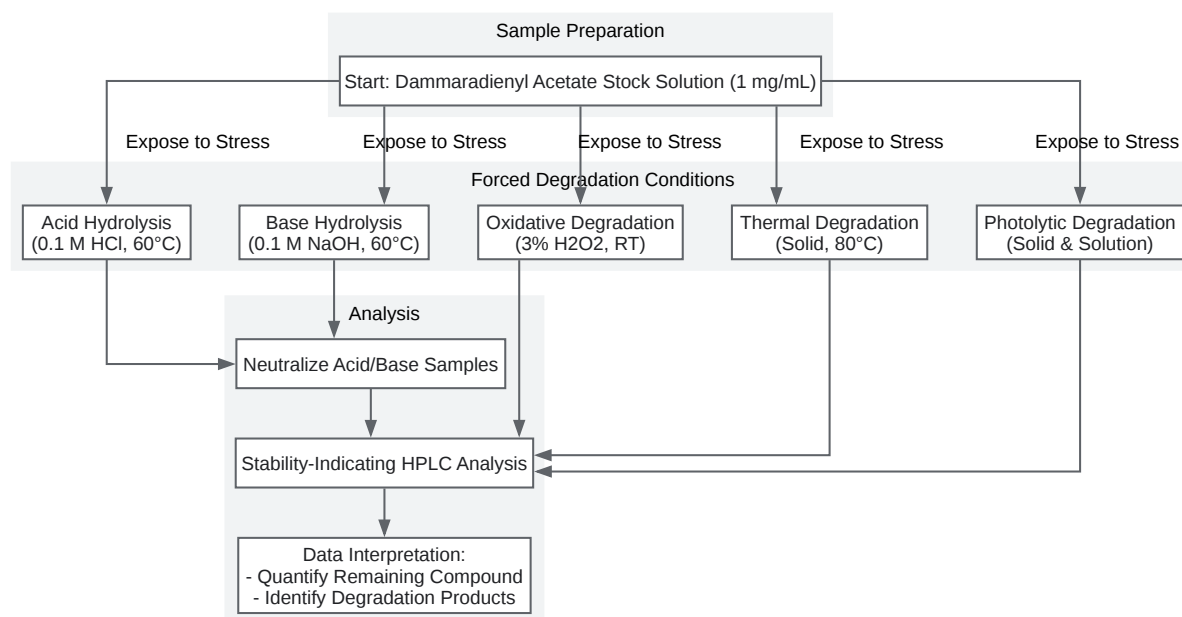 Sample Preparation
Start: Dammaradienyl Acetate Stock Solution (1 mg/mL)
Expose to Stress
Expose to Stress
Expose to Stress
Expose to Stress
Expose to Stress
Forced Degradation Conditions
Acid Hydrolysis
(0.1 M HCl, 60°C)
Base Hydrolysis
(0.1 M NaOH, 60°C)
Oxidative Degradation
(3% H2O2, RT)
Thermal Degradation
(Solid, 80°C)
Photolytic Degradation
(Solid & Solution)
Analysis
Neutralize Acid/Base Samples
Stability-Indicating HPLC Analysis
Data Interpretation:
- Quantify Remaining Compound
- Identify Degradation Products